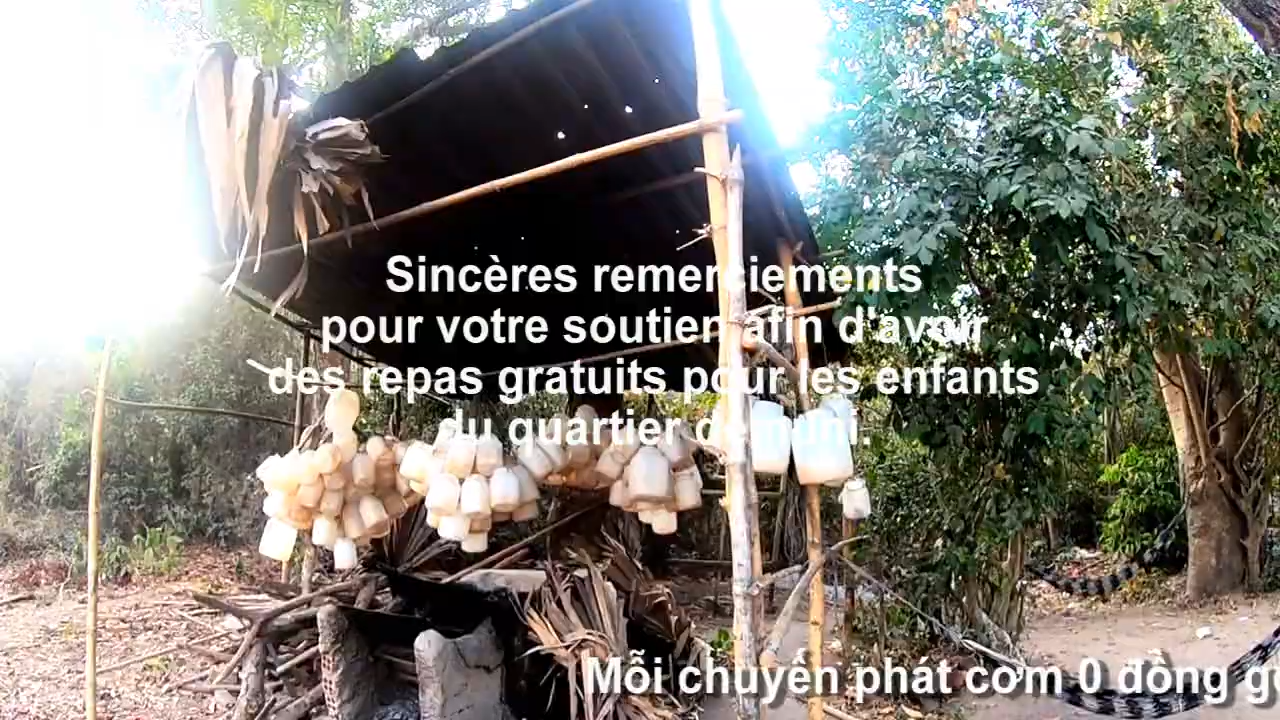 Sincères remerciements
pour votre soutien afin d'avoir
des repas gratuits pour les enfants
du quartier démuni.
Mỗi chuyến phát cơm 0 đồng